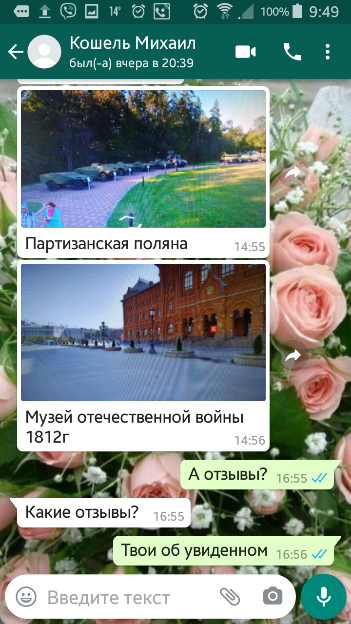 14°
100%
9:49
Кошель Михаил
был(-а) вчера в 20:39
Партизанская поляна
14:55
Музей отечественной войны
1812г
14:56
А отзывы?
16:55
Какие отзывы?
16:55
Твои об увиденном
16:56
Введите текст